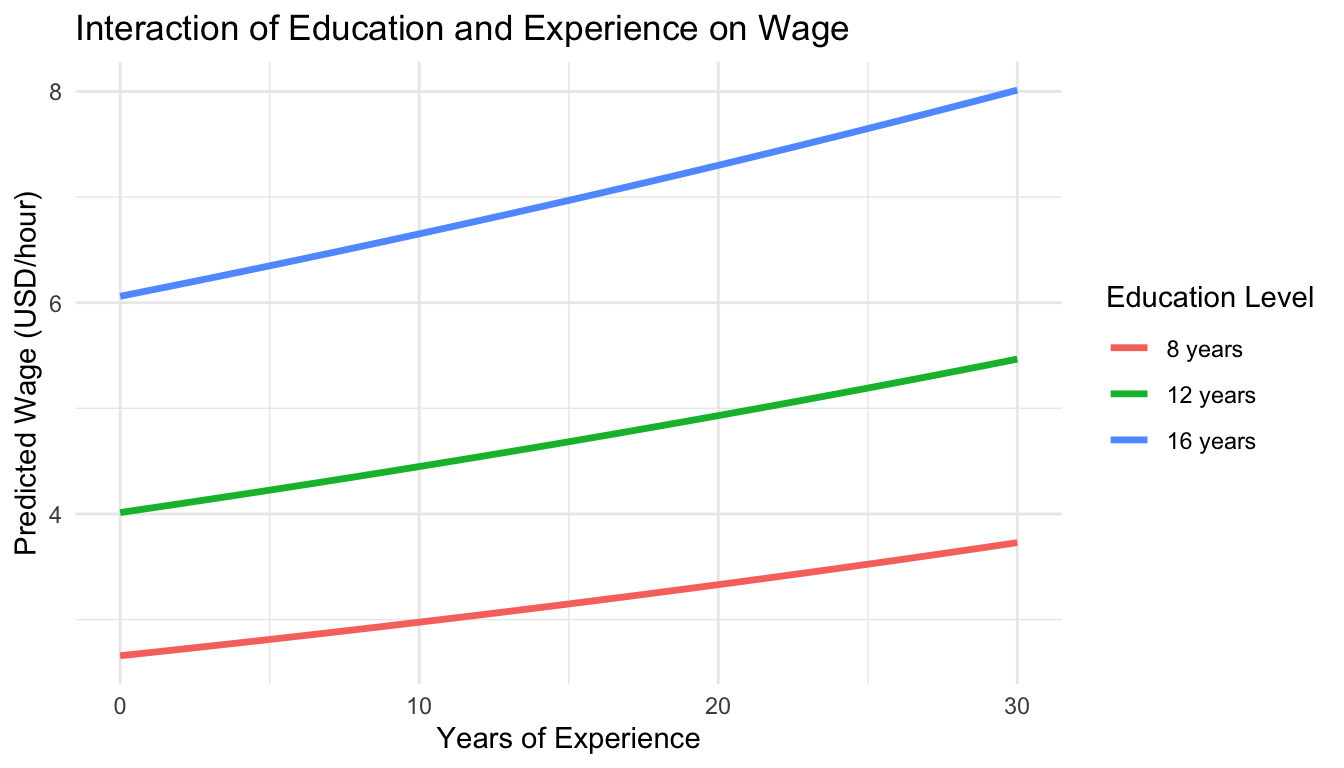 Interaction of Education and Experience on Wage
Predicted Wage (USD/hour)
8
6
4
0 10 20 30
Years of Experience
Education Level
8 years
12 years
16 years